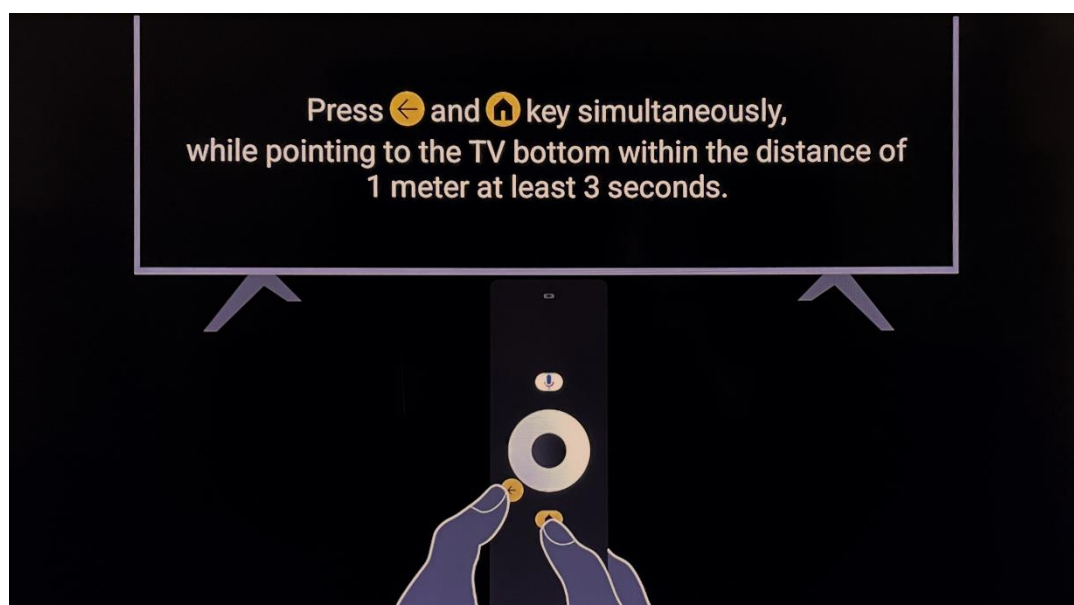 Press ← and key simultaneously,
while pointing to the TV bottom within the distance of
1 meter at least 3 seconds.